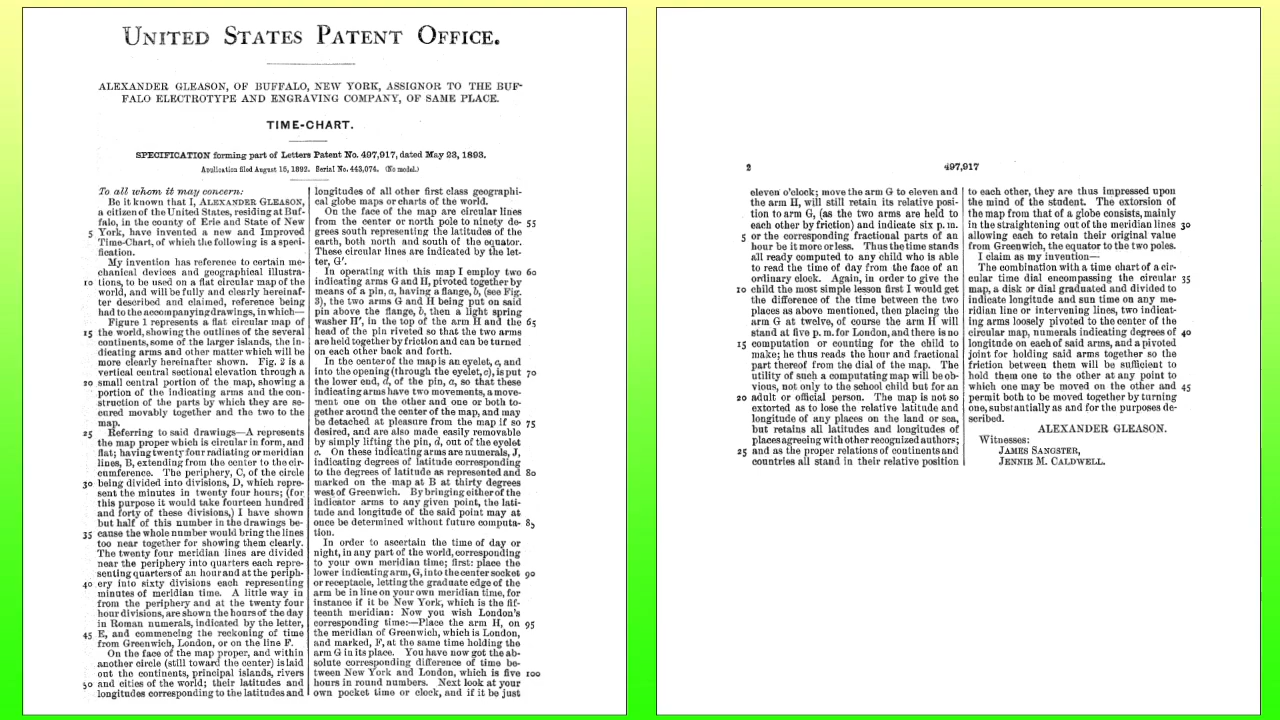 UNITED STATES PATENT OFFICE.
ALEXANDER GLEASON, OF BUFFALO, NEW YORK, ASSIGNOR TO THE BUF-
FALO ELECTROTYPE AND ENGRAVING COMPANY, OF SAME PLACE.
TIME-CHART.
SPECIFICATION forming part of Letters Patent No. 497,917, dated May 23, 1893.
Application filed August 15, 1892. Serial No. 443,074. (No model.)
To all whom it may concern:
Be it known that I, ALEXANDER GLEASON,
a citizen of the United States, residing at Buf-
falo, in the county of Erie and State of New
5 York, have invented a new and Improved
Time-Chart, of which the following is a speci-
fication.
My invention has reference to certain me-
chanical devices and geographical illustra-
10 tions, to be used on a flat circular map of the
world, and will be fully and clearly hereinaf-
ter described and claimed, reference being
had to the accompanying drawings, in which—
Figure 1 represents a flat circular map of
15 the world, showing the outlines of the several
continents, some of the larger islands, the in-
dicating arms and other matter which will be
more clearly hereinafter shown. Fig. 2 is a
vertical central sectional elevation through a
20 small central portion of the map, showing a
portion of the indicating arms and the con-
struction of the parts by which they are se-
cured movably together and the two to the
map.
25 Referring to said drawings—A represents
the map proper which is circular in form, and
flat; having twenty four radiating or meridian
lines, B, extending from the center to the cir-
cumference. The periphery, C, of the circle
30 being divided into divisions, D, which repre-
sent the minutes in twenty four hours; (for
this purpose it would take fourteen hundred
and forty of these divisions,) I have shown
but half of this number in the drawings be-
35 cause the whole number would bring the lines
too near together for showing them clearly.
The twenty four meridian lines are divided
near the periphery into quarters each repre-
senting quarters of an hour and at the periph-
40 ery into sixty divisions each representing
minutes of meridian time. A little way in
from the periphery and at the twenty four
hour divisions, are shown the hours of the day
in Roman numerals, indicated by the letter,
45 E, and commencing the reckoning of time
from Greenwich, London, or on the line F.
On the face of the map proper, and within
another circle (still toward the center) is laid
out the continents, principal islands, rivers
50 and cities of the world; their latitudes and
longitudes corresponding to the latitudes and
longitudes of all other first class geographi-
cal globe maps or charts of the world.
On the face of the map are circular lines
from the center or north pole to ninety de- 55
grees south representing the latitudes of the
earth, both north and south of the equator.
These circular lines are indicated by the let-
ter, G'.
In operating with this map I employ two 60
indicating arms G and H, pivoted together by
means of a pin, a, having a flange, b, (see Fig.
3), the two arms G and H being put on said
pin above the flange, b, then a light spring
washer H', in the top of the arm H and the 65
head of the pin riveted so that the two arms
are held together by friction and can be turned
on each other back and forth.
In the center of the map is an eyelet, c, and
into the opening (through the eyelet, c), is put 70
the lower end, d, of the pin, a, so that these
indicating arms have two movements, a move-
ment one on the other and one or both to-
gether around the center of the map, and may
be detached at pleasure from the map if so 75
desired, and are also made easily removable
by simply lifting the pin, d, out of the eyelet
c. On these indicating arms are numerals, J,
indicating degrees of latitude corresponding
to the degrees of latitude as represented and 80
marked on the map at B at thirty degrees
west of Greenwich. By bringing either of the
indicator arms to any given point, the lati-
tude and longitude of the said point may at
once be determined without future computa- 85
tion.
In order to ascertain the time of day or
night, in any part of the world, corresponding
to your own meridian time; first: place the
lower indicating arm, G, into the center socket 90
or receptacle, letting the graduate edge of the
arm be in line on your own meridian time, for
instance if it be New York, which is the fif-
teenth meridian: Now you wish London's
corresponding time:—Place the arm H, on 95
the meridian of Greenwich, which is London,
and marked, F, at the same time holding the
arm G in its place. You have now got the ab-
solute corresponding difference of time be-
tween New York and London, which is five 100
hours in round numbers. Next look at your
own pocket time or clock, and if it be just
2 497,917
eleven o'clock; move the arm G to eleven and
the arm H, will still retain its relative posi-
tion to arm G, (as the two arms are held to
each other by friction) and indicate six p. m.
5 or the corresponding fractional parts of an
hour be it more or less. Thus the time stands
all ready computed to any child who is able
to read the time of day from the face of an
ordinary clock. Again, in order to give the
10 child the most simple lesson first I would get
the difference of the time between the two
places as above mentioned, then placing the
arm G at twelve, of course the arm H will
stand at five p. m. for London, and there is no
15 computation or counting for the child to
make; he thus reads the hour and fractional
part thereof from the dial of the map. The
utility of such a computating map will be ob-
vious, not only to the school child but for an
20 adult or official person. The map is not so
extorted as to lose the relative latitude and
longitude of any places on the land or sea,
but retains all latitudes and longitudes of
places agreeing with other recognized authors;
25 and as the proper relations of continents and
countries all stand in their relative position
to each other, they are thus impressed upon
the mind of the student. The extorsion of
the map from that of a globe consists, mainly
in the straightening out of the meridian lines 30
allowing each to retain their original value
from Greenwich, the equator to the two poles.
I claim as my invention—
The combination with a time chart of a cir-
cular time dial encompassing the circular 35
map, a disk or dial graduated and divided to
indicate longitude and sun time on any me-
ridian line or intervening lines, two indicat-
ing arms loosely pivoted to the center of the
circular map, numerals indicating degrees of 40
longitude on each of said arms, and a pivoted
joint for holding said arms together so the
friction between them will be sufficient to
hold them one to the other at any point to
which one may be moved on the other and 45
permit both to be moved together by turning
one, substantially as and for the purposes de-
scribed.
ALEXANDER GLEASON.
Witnesses:
JAMES SANGSTER,
JENNIE M. CALDWELL.